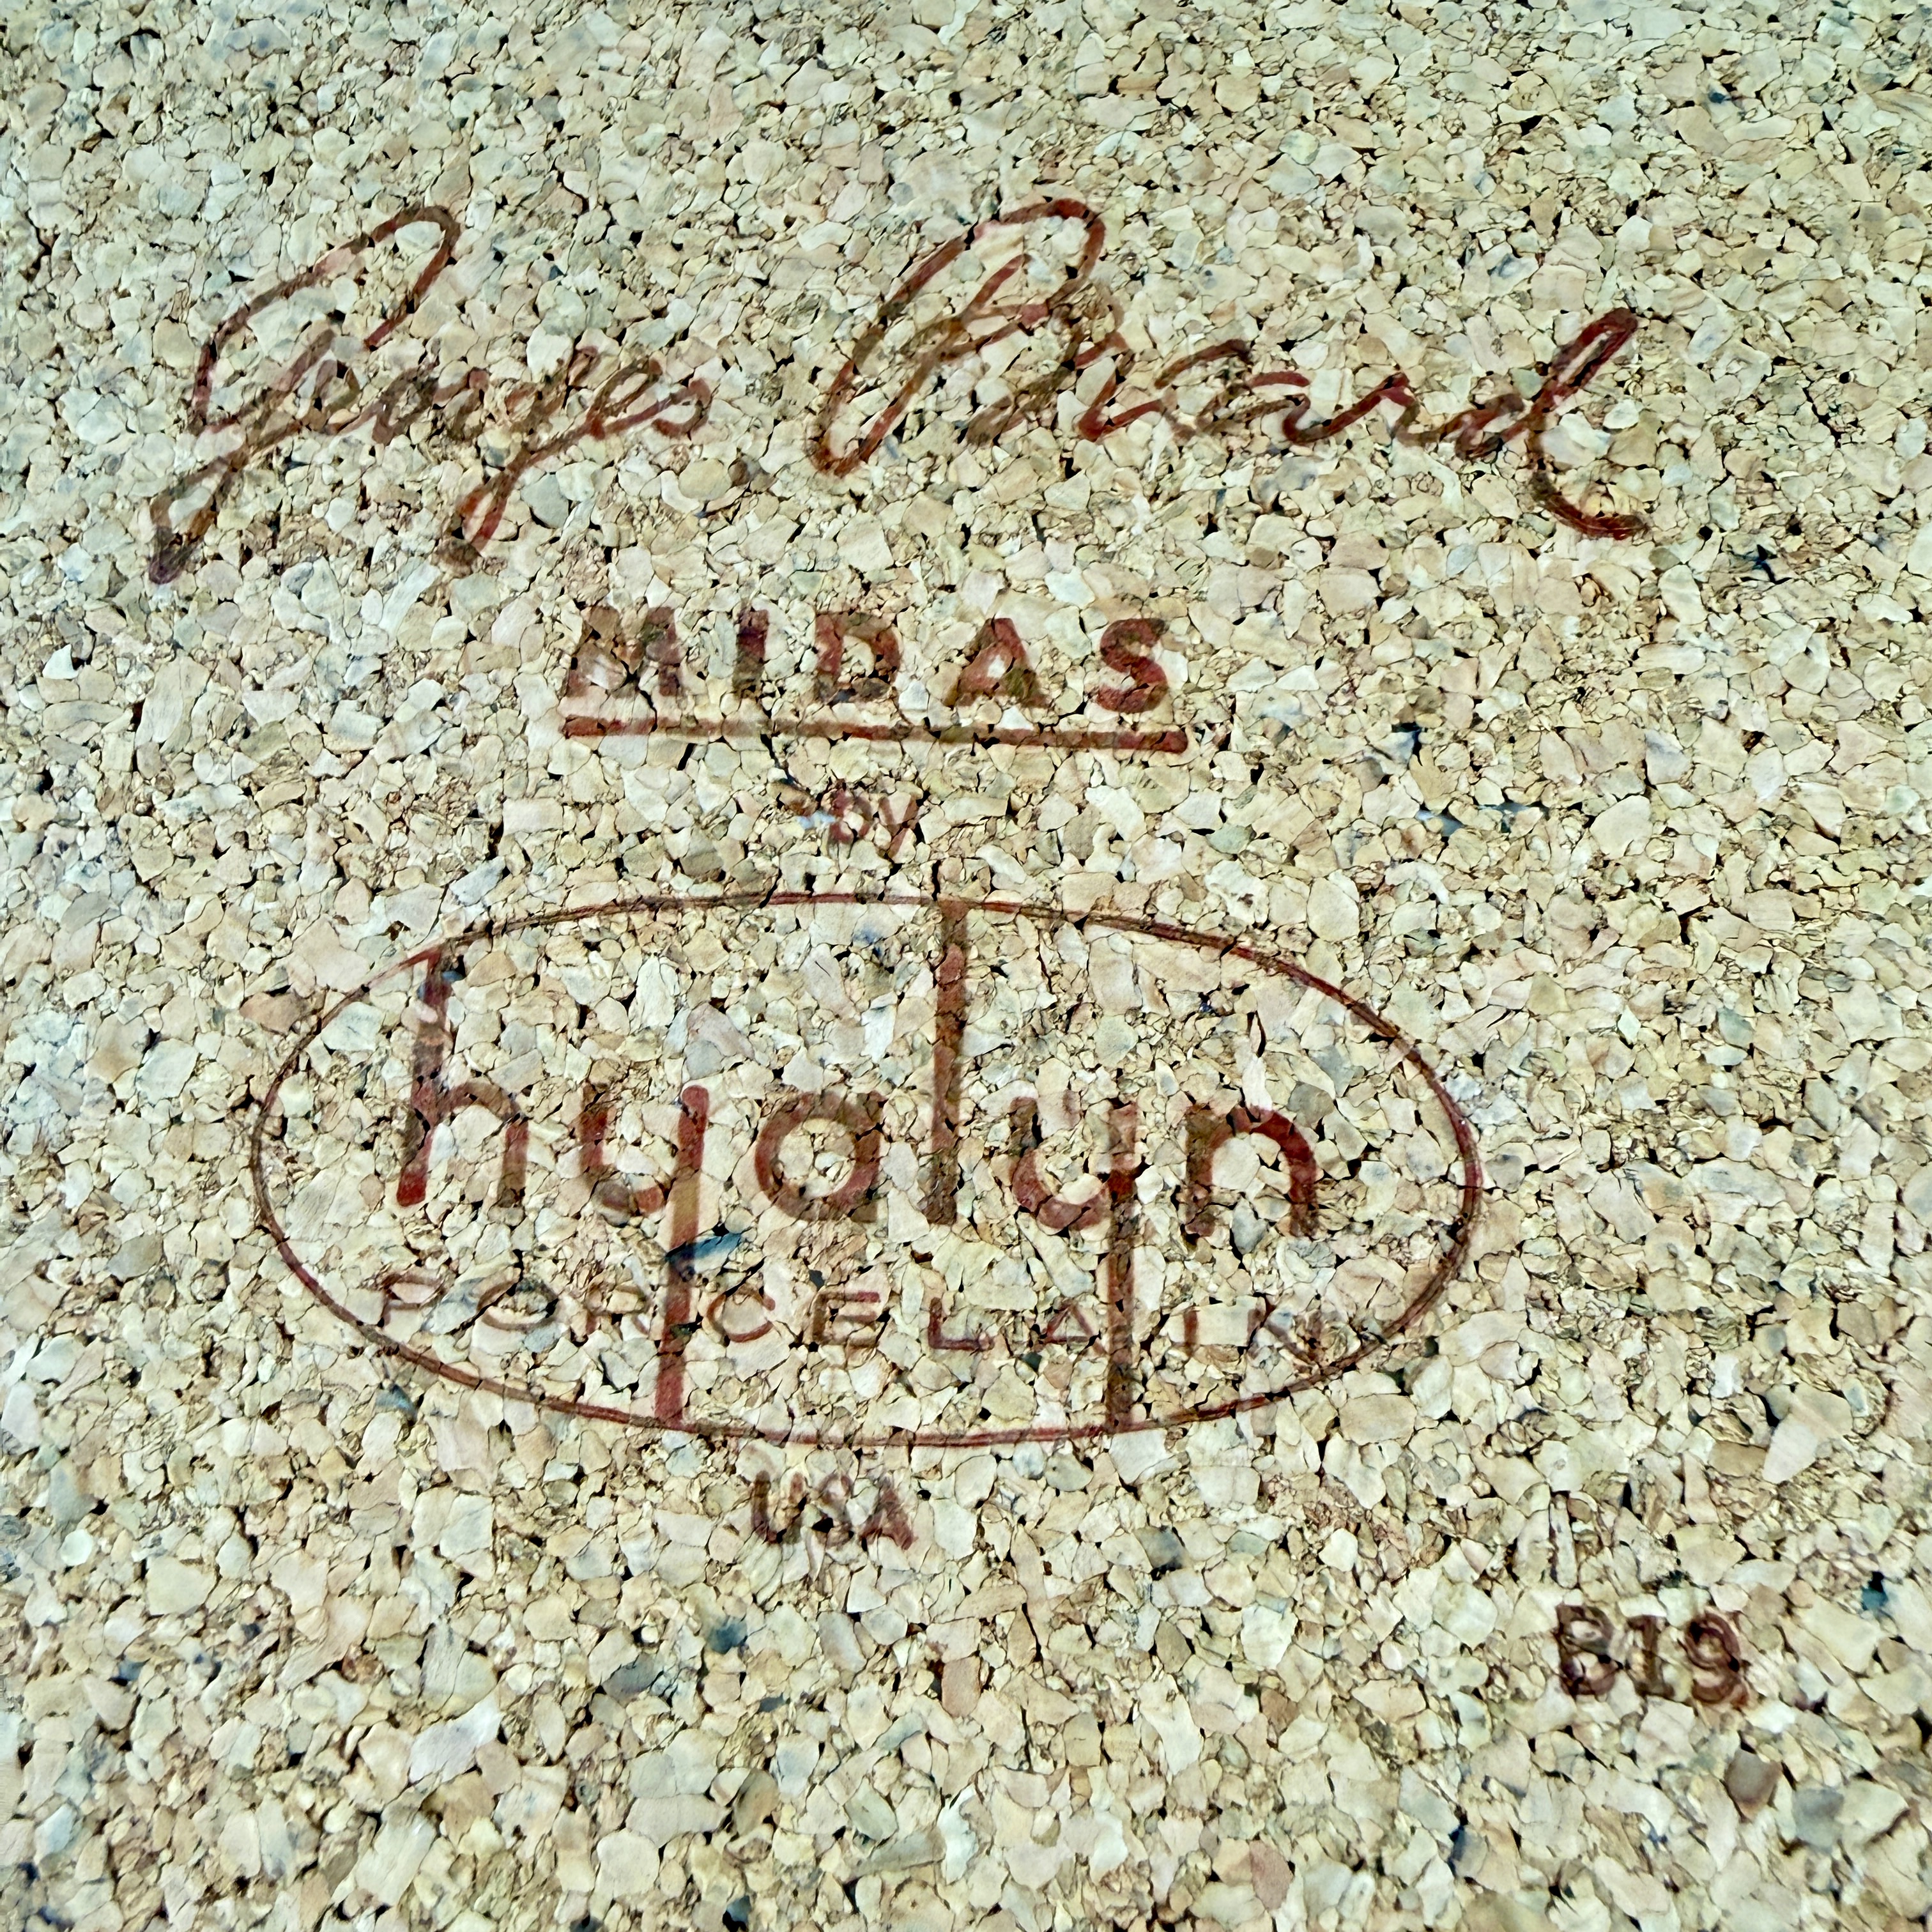 Georges Briard
MIDAS
BY
hyalyn
PORCELAIN
USA
B19